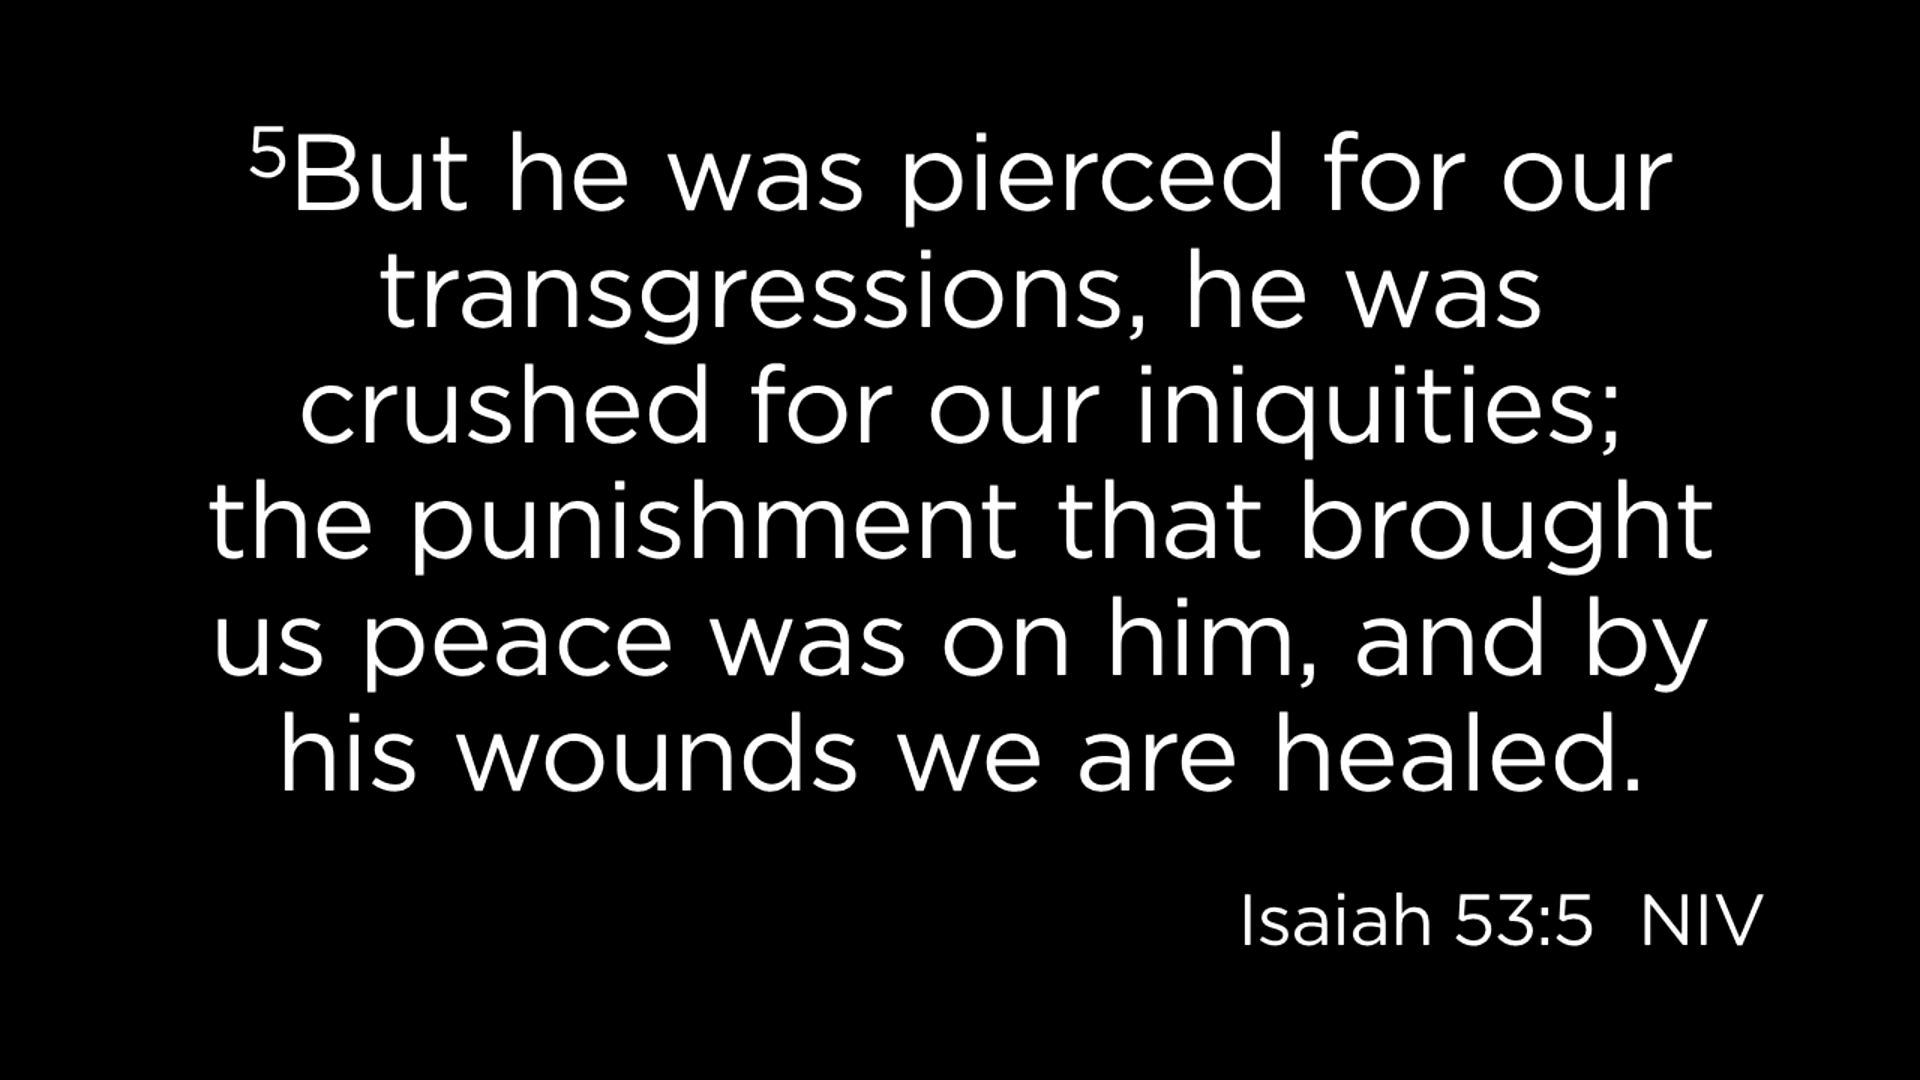 ⁵But he was pierced for our
transgressions, he was
crushed for our iniquities;
the punishment that brought
us peace was on him, and by
his wounds we are healed.
Isaiah 53:5 NIV